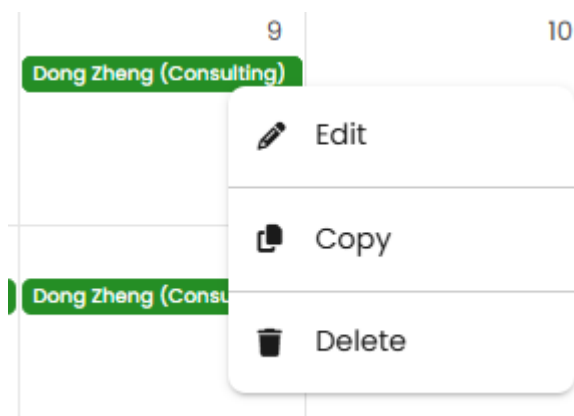 9
10
Dong Zheng (Consulting)
Edit
Copy
Dong Zheng (Consu
Delete